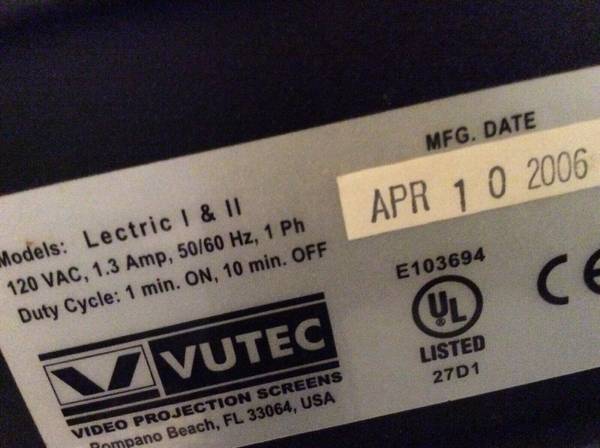 MFG. DATE
APR 10 2006
Models: Lectric I & II
120 VAC, 1.3 Amp, 50/60 Hz, 1 Ph
Duty Cycle: 1 min. ON, 10 min. OFF
E103694
UL
LISTED
27D1
CE
VUTEC
VIDEO PROJECTION SCREENS
Pompano Beach, FL 33064, USA